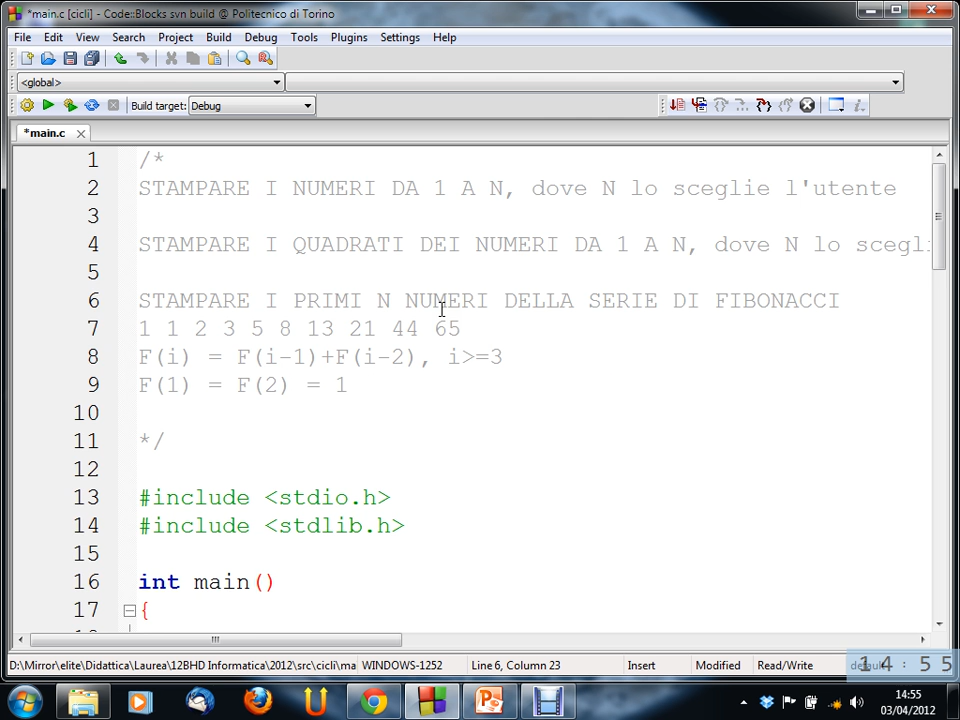 *main.c [cicli] - Code::Blocks svn build @ Politecnico di Torino
File Edit View Search Project Build Debug Tools Plugins Settings Help
<global>
Build target: Debug
*main.c
1 /*
2 STAMPARE I NUMERI DA 1 A N, dove N lo sceglie l'utente
3
4 STAMPARE I QUADRATI DEI NUMERI DA 1 A N, dove N lo scegli
5
6 STAMPARE I PRIMI N NUMERI DELLA SERIE DI FIBONACCI
7 1 1 2 3 5 8 13 21 44 65
8 F(i) = F(i-1)+F(i-2), i>=3
9 F(1) = F(2) = 1
10
11 */
12
13 #include <stdio.h>
14 #include <stdlib.h>
15
16 int main()
17 {
D:\Mirror\elite\Didattica\Laurea\12BHD Informatica\2012\src\cicli\ma WINDOWS-1252 Line 6, Column 23 Insert Modified Read/Write default
14:55
14:55
03/04/2012